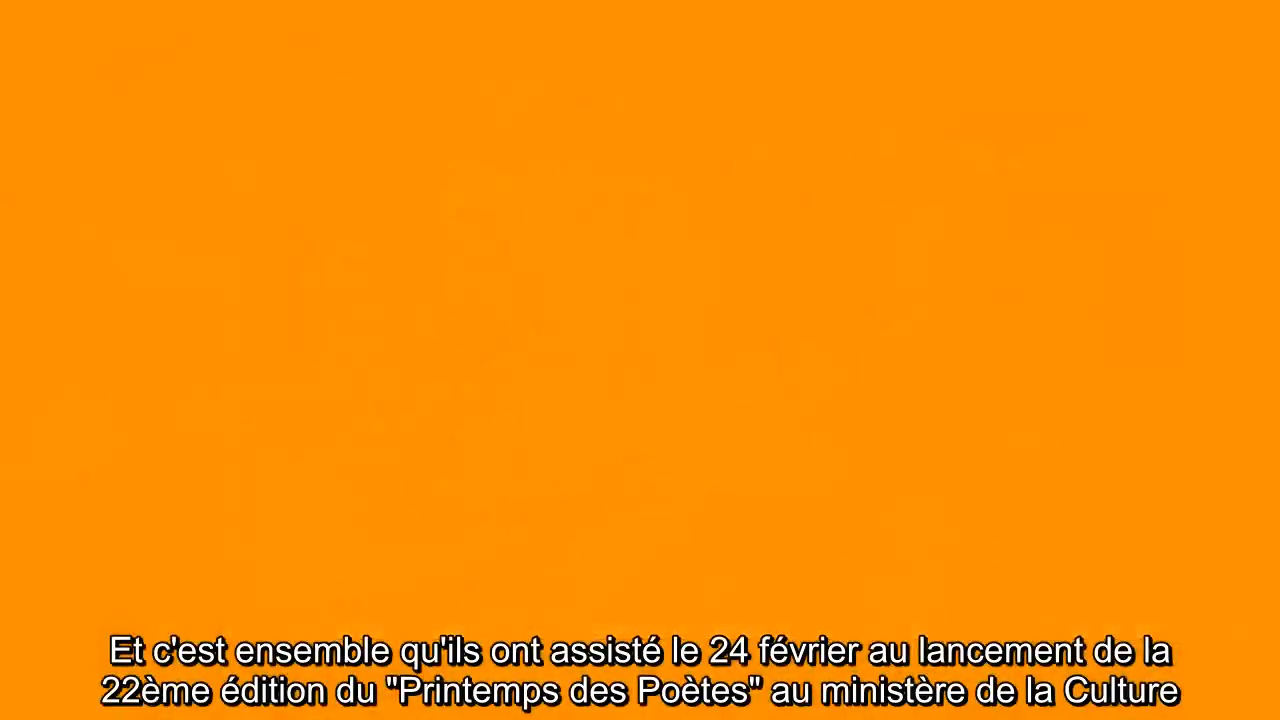 Et c'est ensemble qu'ils ont assisté le 24 février au lancement de la
22ème édition du "Printemps des Poètes" au ministère de la Culture